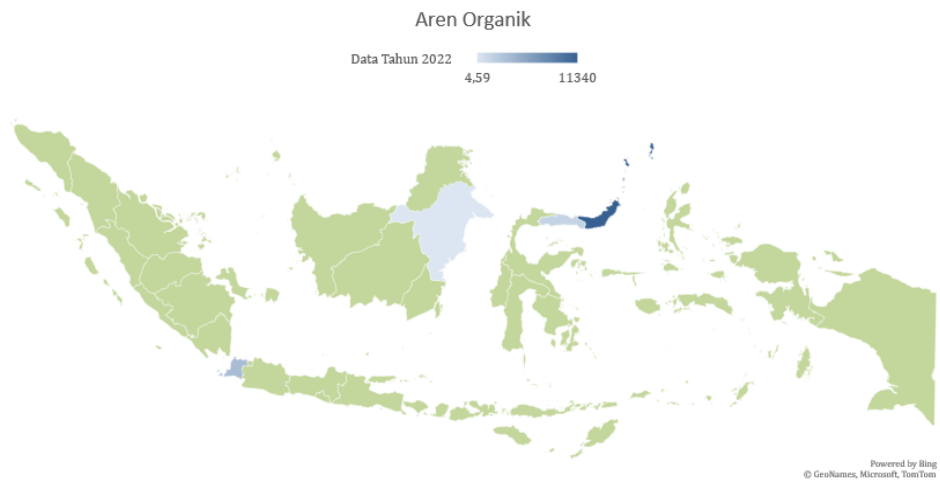 Aren Organik
Data Tahun 2022
4,59 11340
Powered by Bing
© GeoNames, Microsoft, TomTom